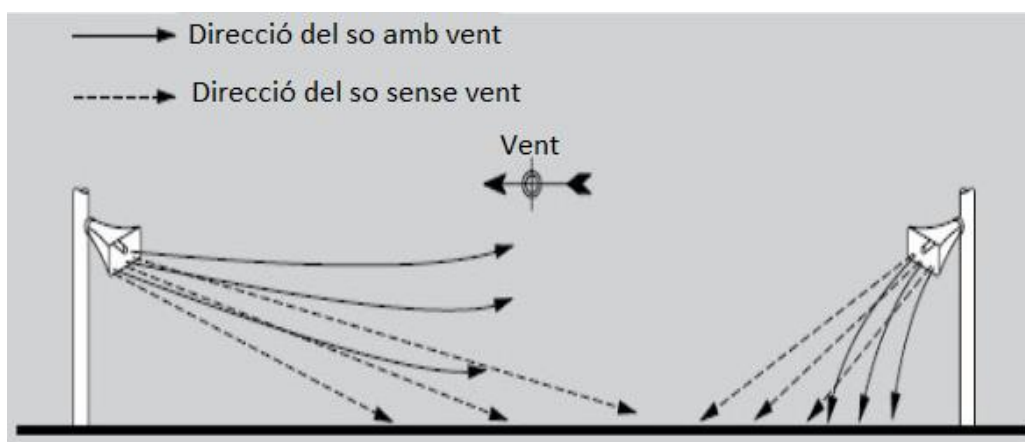 Direcció del so amb vent
Direcció del so sense vent
Vent